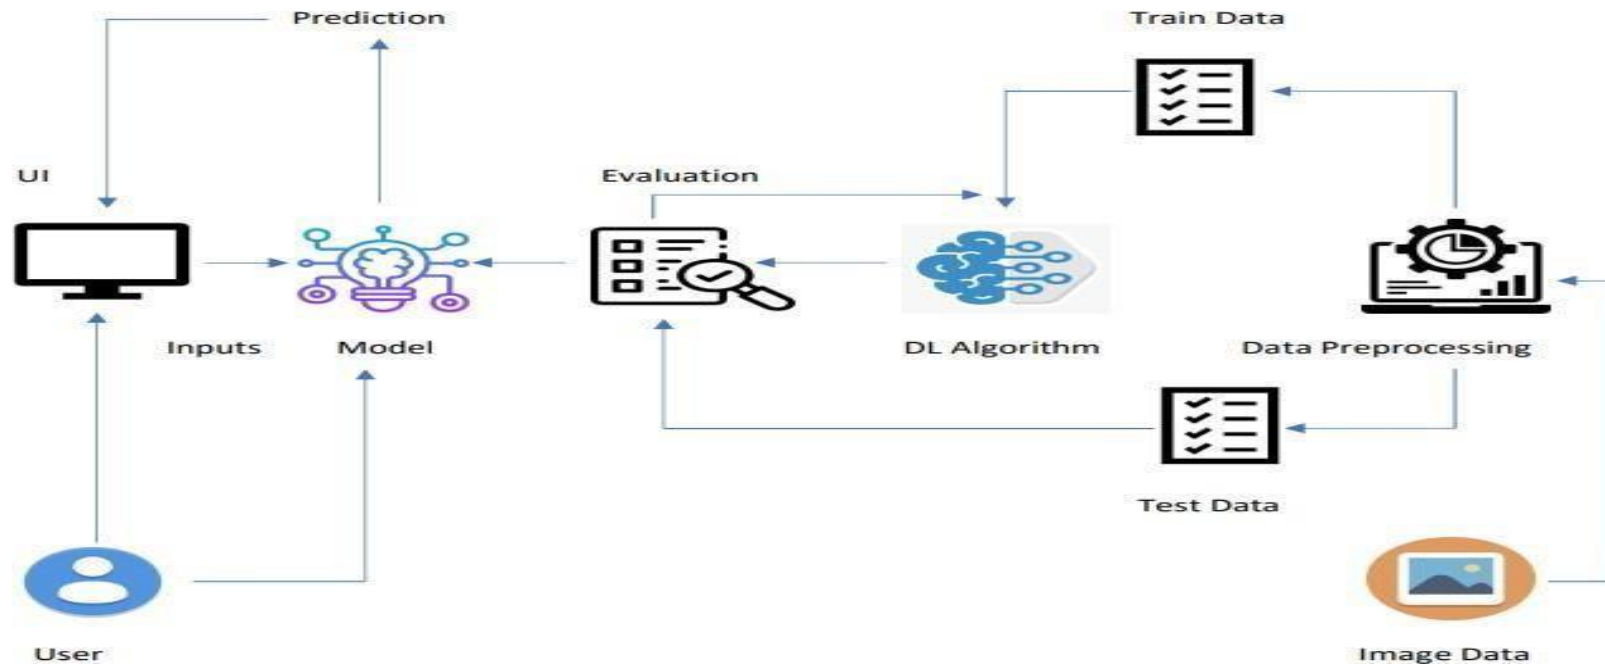 Prediction
Train Data
UI
Evaluation
Inputs
Model
DL Algorithm
Data Preprocessing
Test Data
User
Image Data